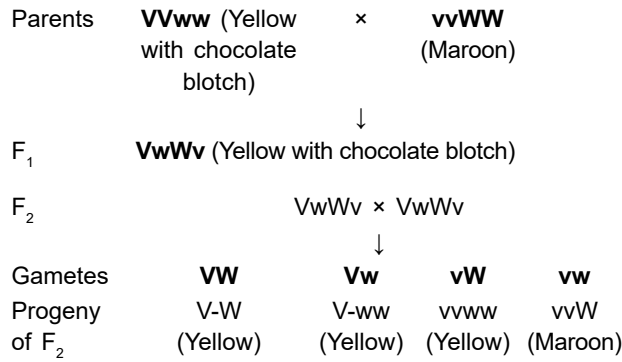 Parents VVww (Yellow × vvWW
with chocolate (Maroon)
blotch)
↓
F1 VwWv (Yellow with chocolate blotch)
F2 VwWv × VwWv
↓
Gametes VW Vw vW vw
Progeny V-W V-ww vvww vvW
of F2 (Yellow) (Yellow) (Yellow) (Maroon)